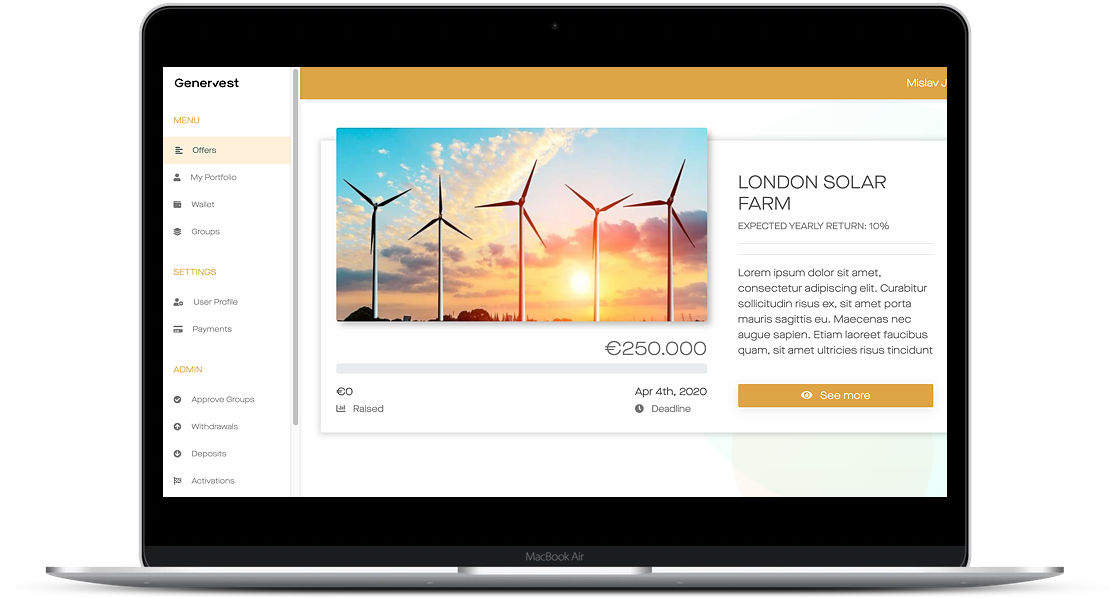 Genervest
Mislav J
MENU
Offers
My Portfolio
Wallet
Groups
SETTINGS
User Profile
Payments
ADMIN
Approve Groups
Withdrawals
Deposits
Activations
LONDON SOLAR
FARM
EXPECTED YEARLY RETURN: 10%
Lorem ipsum dolor sit amet,
consectetur adipiscing elit. Curabitur
sollicitudin risus ex, sit amet porta
mauris sagittis eu. Maecenas nec
augue sapien. Etiam laoreet faucibus
quam, sit amet ultricies risus tincidunt
€250.000
€0
Apr 4th, 2020
Raised
Deadline
See more
MacBook Air